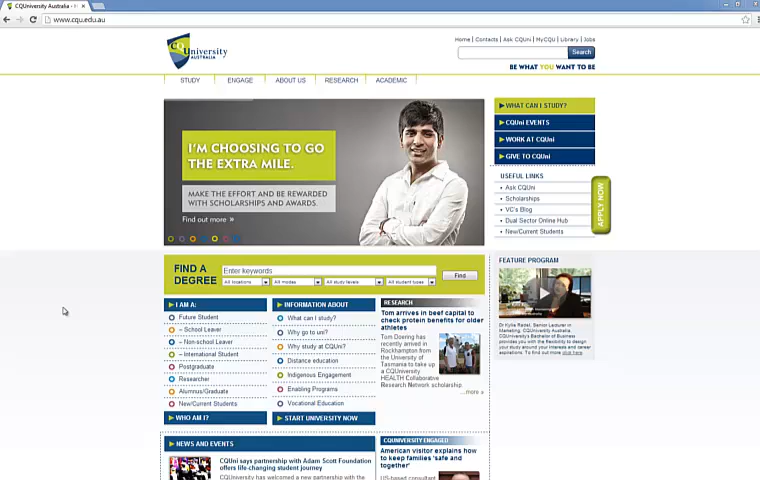 CQUniversity Australia -
www.cqu.edu.au
CQUniversity
AUSTRALIA
Home | Contacts | Ask CQUni | MyCQU | Library | Jobs
Search
BE WHAT YOU WANT TO BE
STUDY
ENGAGE
ABOUT US
RESEARCH
ACADEMIC
I'M CHOOSING TO GO
THE EXTRA MILE.
MAKE THE EFFORT AND BE REWARDED
WITH SCHOLARSHIPS AND AWARDS.
Find out more »
WHAT CAN I STUDY?
CQUni EVENTS
WORK AT CQUni
GIVE TO CQUni
USEFUL LINKS
Ask CQUni
Scholarships
VC's Blog
Dual Sector Online Hub
New/Current Students
APPLY NOW
FIND A
DEGREE
Enter keywords
All locations
All modes
All study levels
All student types
Find
I AM A:
Future Student
– School Leaver
– Non-school Leaver
– International Student
Postgraduate
Researcher
Alumnus/Graduate
New/Current Students
WHO AM I?
INFORMATION ABOUT
What can I study?
Why go to uni?
Why study at CQUni?
Distance education
Indigenous Engagement
Enabling Programs
Vocational Education
START UNIVERSITY NOW
RESEARCH
Tom arrives in beef capital to
check protein benefits for older
athletes
Tom Doering has
recently arrived in
Rockhampton from
the University of
Tasmania to take up
a CQUniversity
HEALTH Collaborative
Research Network scholarship
...more »
FEATURE PROGRAM
Dr Kylie Radel, Senior Lecturer in
Marketing, CQUniversity Australia
CQUniversity's Bachelor of Business
provides you with the flexibility to design
your study around your interests and career
aspirations. To find out more click here.
NEWS AND EVENTS
CQUni says partnership with Adam Scott Foundation
offers life-changing student journey
CQUniversity has welcomed a new partnership with the
CQUNIVERSITY ENGAGED
American visitor explains how
to keep families 'safe and
together'
US-based consultant